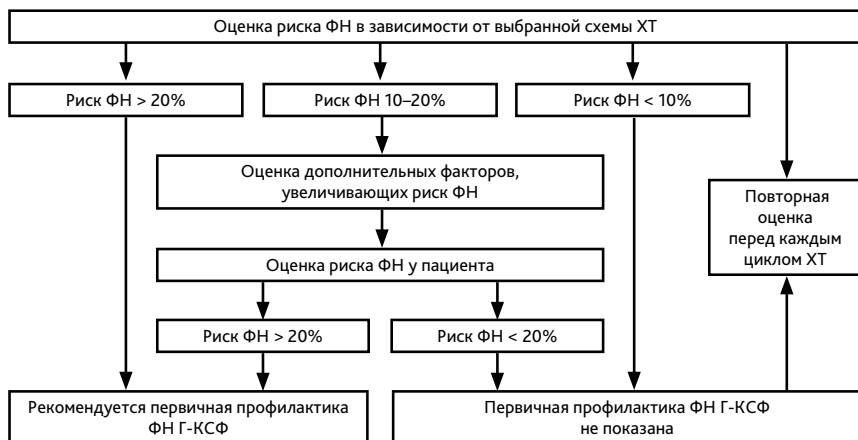 Оценка риска ФН в зависимости от выбранной схемы ХТ
Риск ФН > 20%
Риск ФН 10–20%
Риск ФН < 10%
Оценка дополнительных факторов,
увеличивающих риск ФН
Повторная
оценка
перед каждым
циклом ХТ
Оценка риска ФН у пациента
Риск ФН > 20%
Риск ФН < 20%
Рекомендуется первичная профилактика
ФН Г-КСФ
Первичная профилактика ФН Г-КСФ
не показана